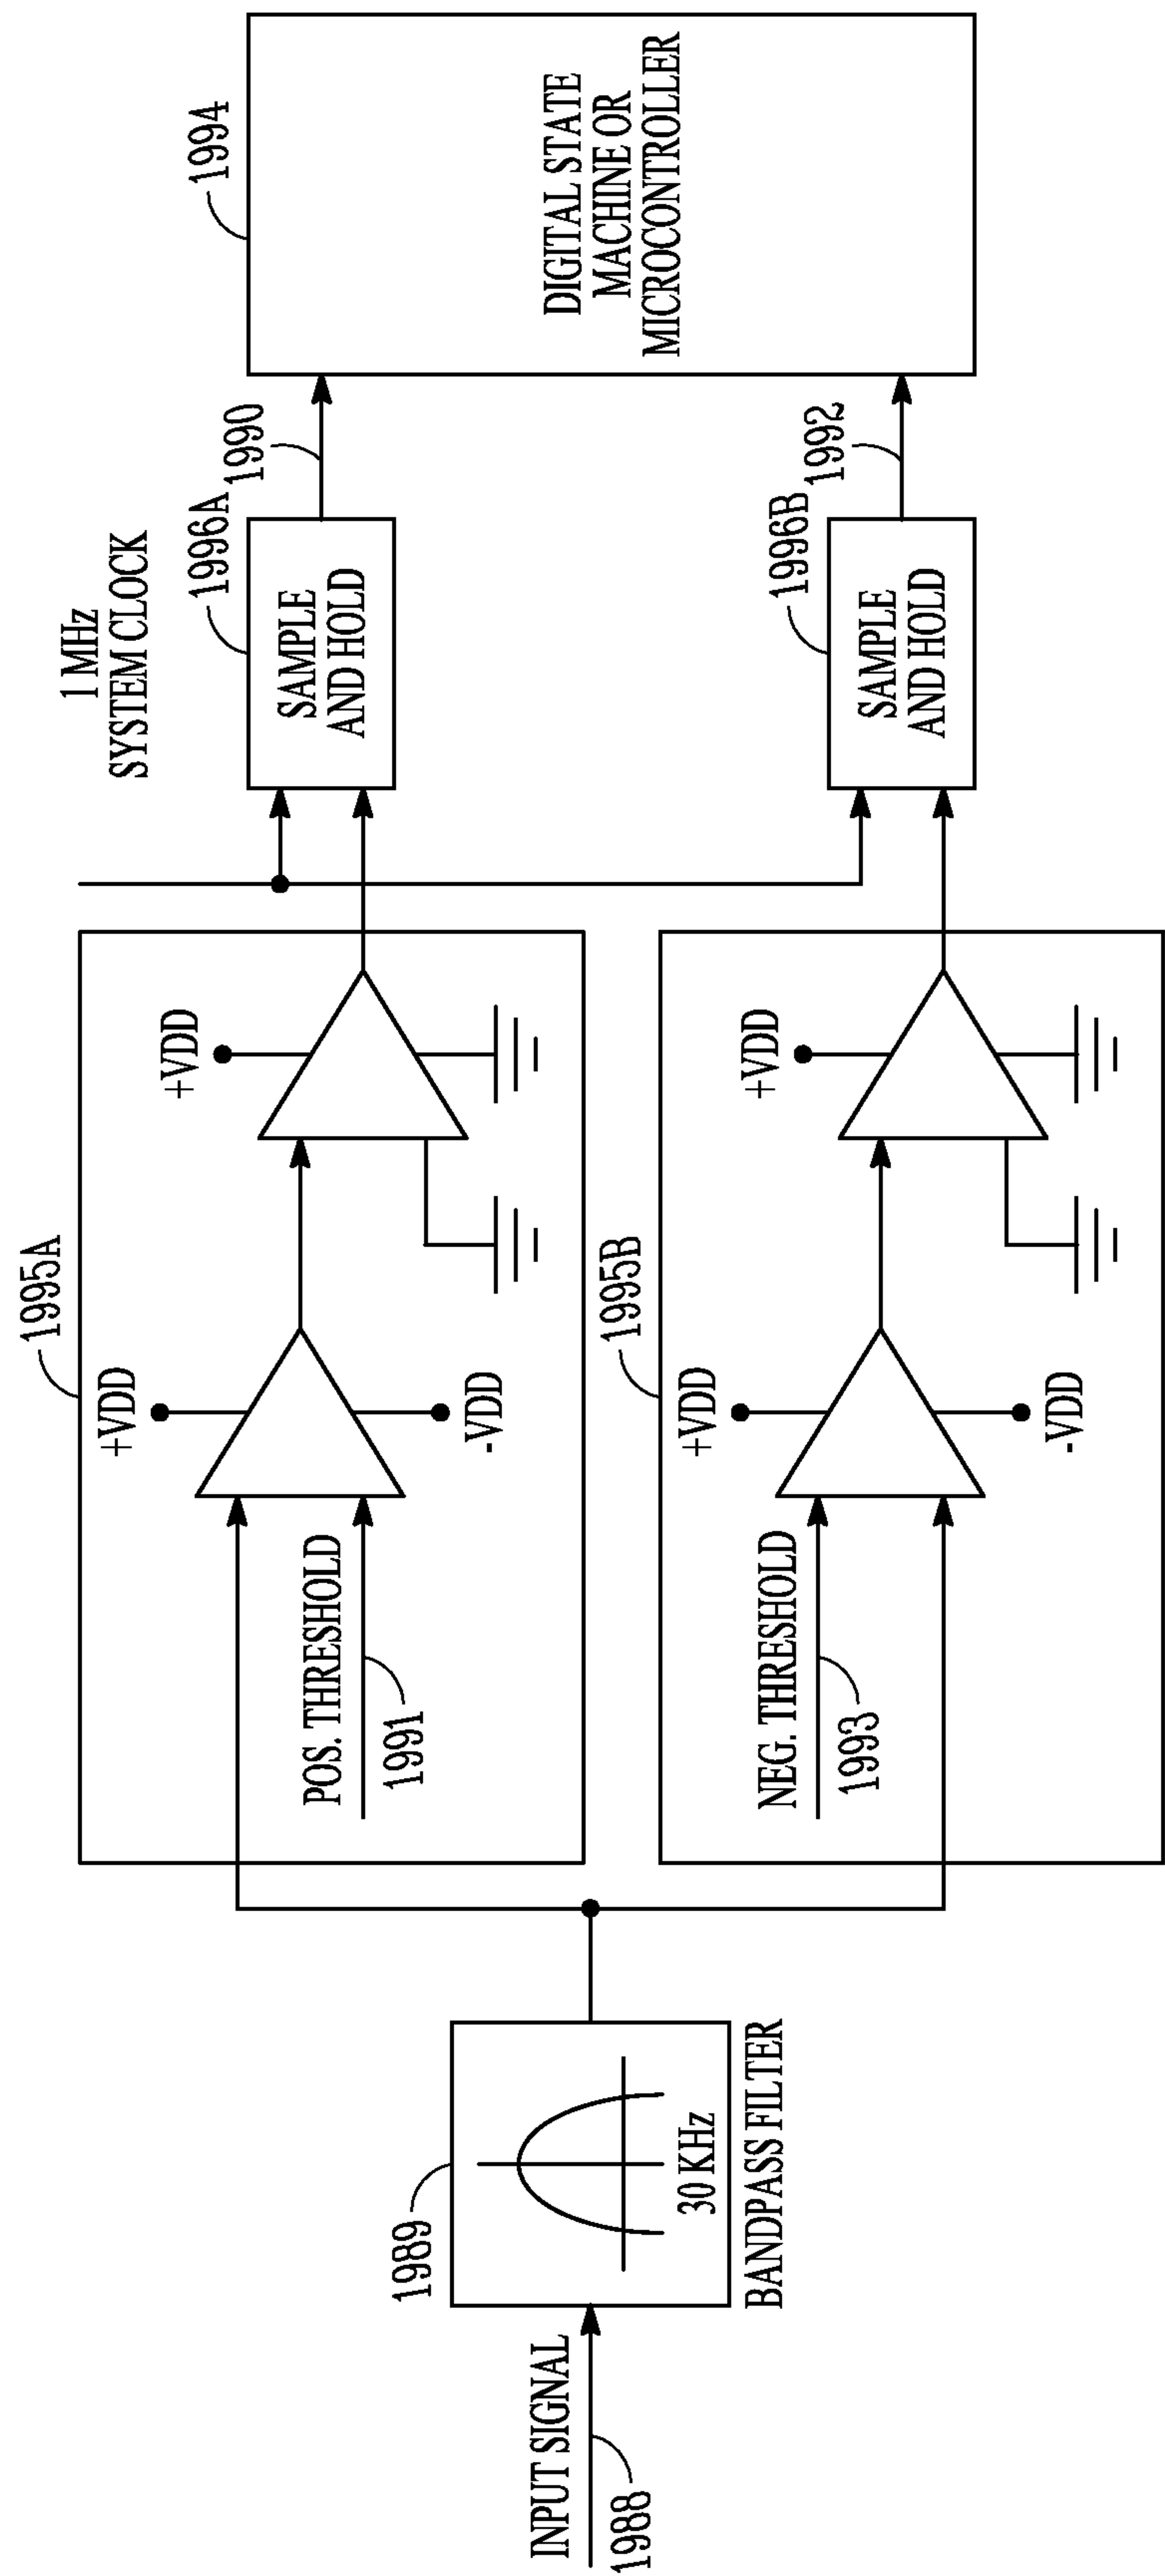 INPUT SIGNAL
1988
1989
30 KHz
BANDPASS FILTER
1995A
POS. THRESHOLD
1991
+VDD
-VDD
+VDD
1995B
NEG. THRESHOLD
1993
+VDD
-VDD
+VDD
1 MHz
SYSTEM CLOCK
1996A
SAMPLE
AND HOLD
1990
1996B
SAMPLE
AND HOLD
1992
1994
DIGITAL STATE
MACHINE OR
MICROCONTROLLER